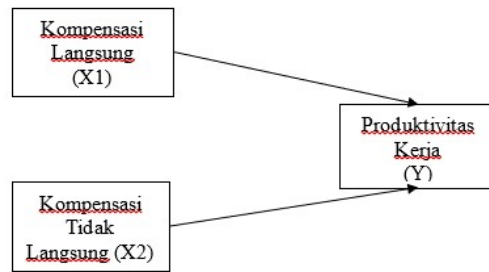 Kompensasi
Langsung
(X1)
Produktivitas
Kerja
(Y)
Kompensasi
Tidak
Langsung (X2)